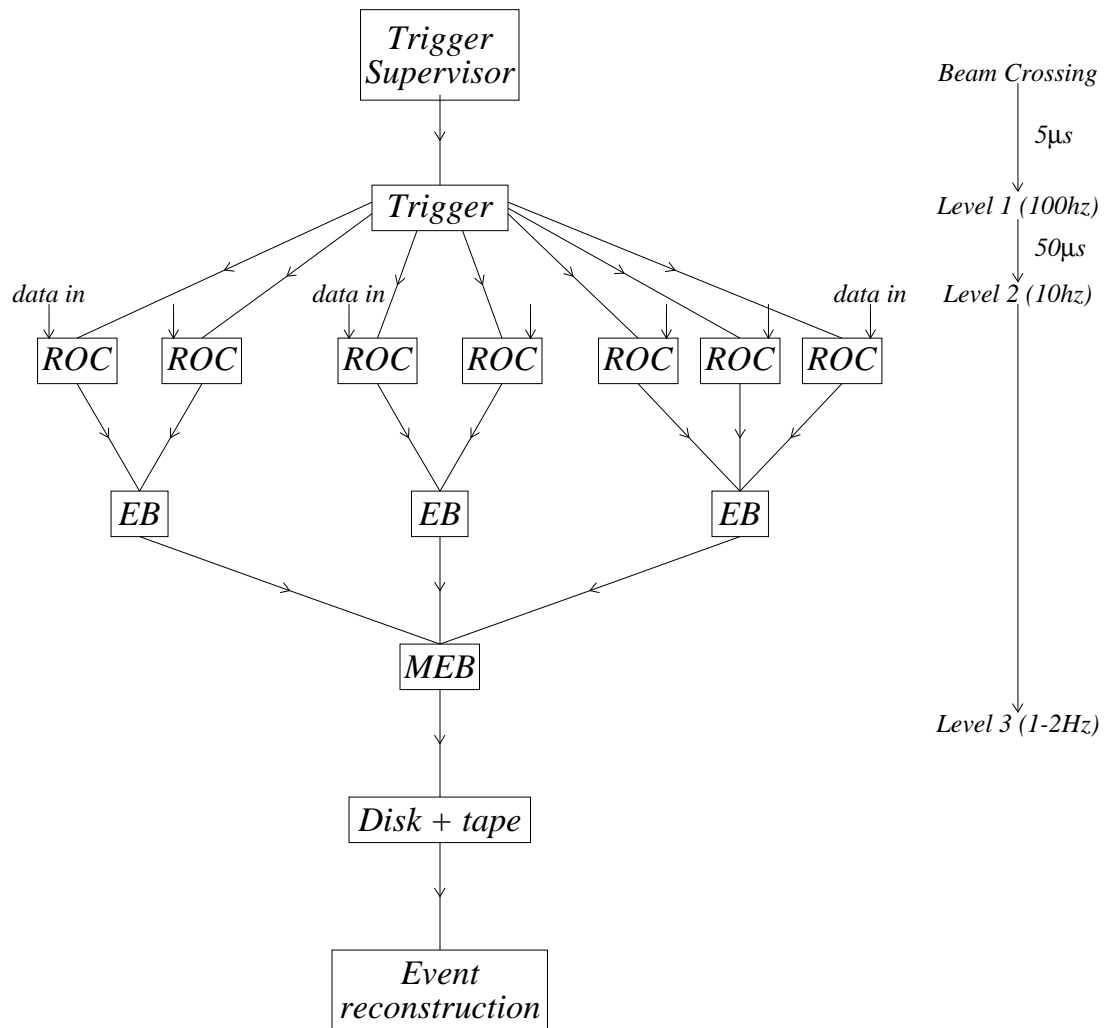 Trigger
Supervisor
Beam Crossing
5μs
Trigger
Level 1 (100hz)
50μs
data in
data in
data in
Level 2 (10hz)
ROC
ROC
ROC
ROC
ROC
ROC
ROC
EB
EB
EB
MEB
Level 3 (1-2Hz)
Disk + tape
Event
reconstruction